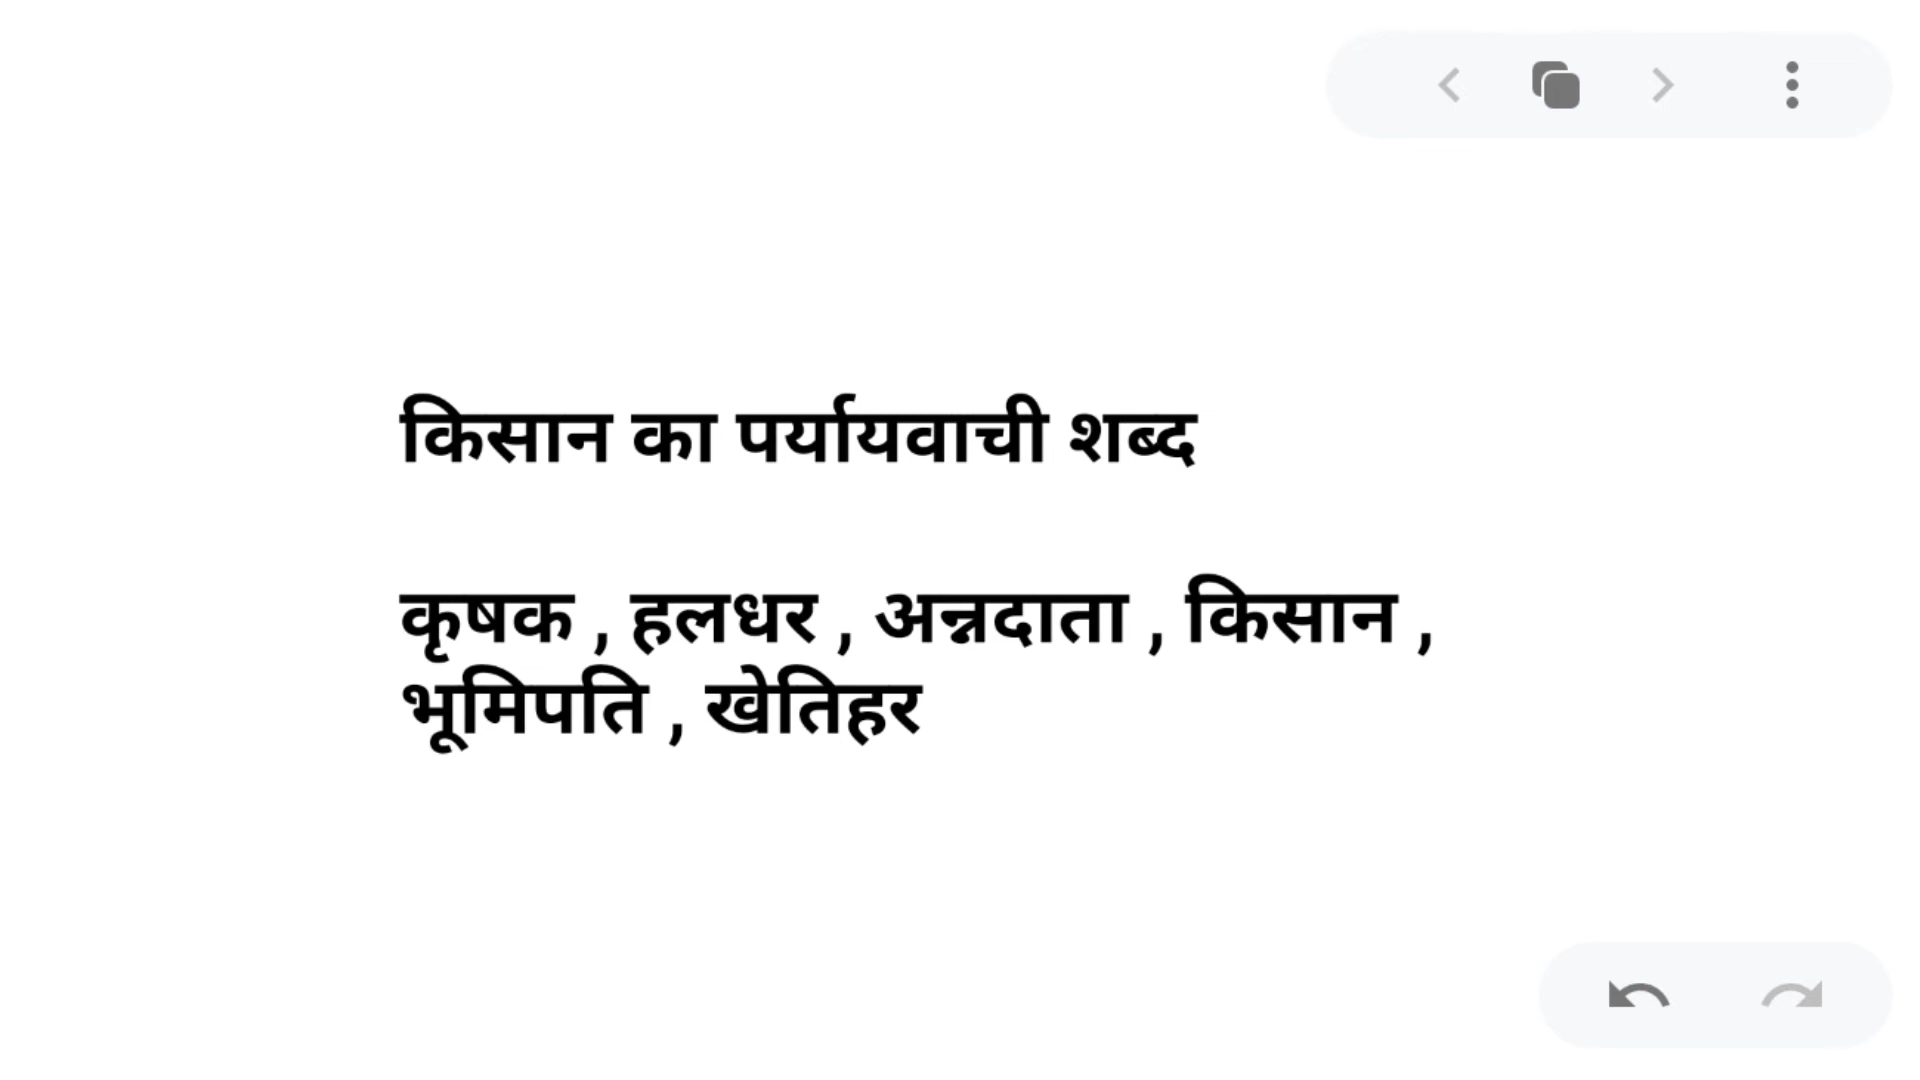 किसान का पर्यायवाची शब्द
कृषक , हलधर , अन्नदाता , किसान ,
भूमिपति , खेतिहर